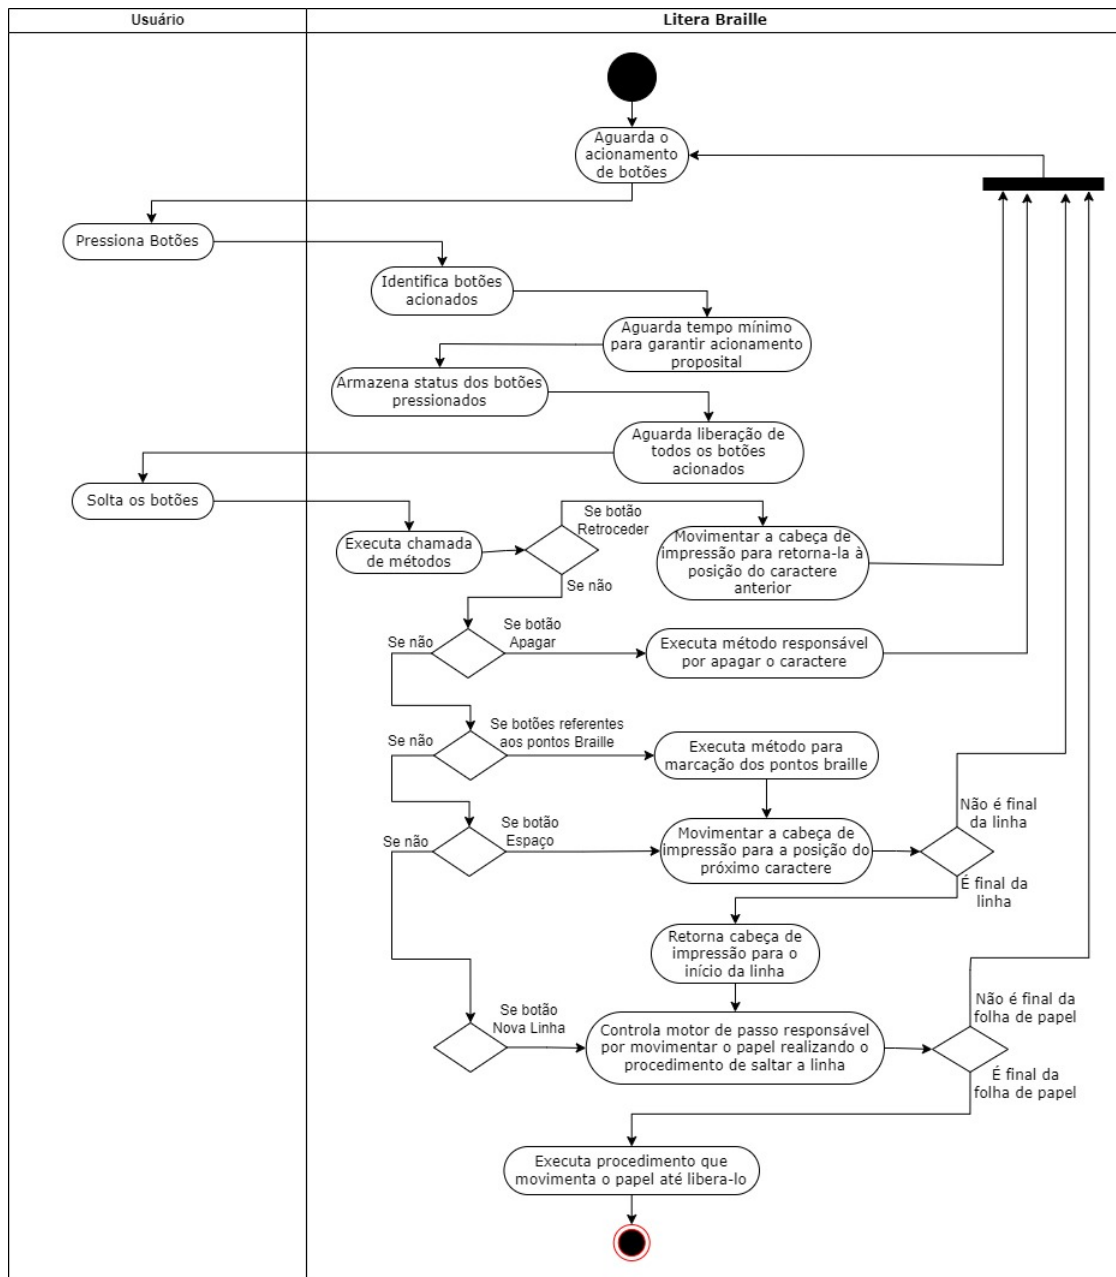 Usuário
Litera Braille
Aguarda o
acionamento
de botões
Pressiona Botões
Identifica botões
acionados
Aguarda tempo mínimo
para garantir acionamento
proposital
Armazena status dos botões
pressionados
Aguarda liberação de
todos os botões
acionados
Solta os botões
Executa chamada
de métodos
Se botão
Retroceder
Movimentar a cabeça de
impressão para retorna-la à
posição do caractere
anterior
Se não
Se não
Se botão
Apagar
Executa método responsável
por apagar o caractere
Se não
Se botões referentes
aos pontos Braille
Executa método para
marcação dos pontos braille
Se não
Se botão
Espaço
Movimentar a cabeça de
impressão para a posição do
próximo caractere
Não é final
da linha
É final da
linha
Retorna cabeça de
impressão para o
início da linha
Se botão
Nova Linha
Controla motor de passo responsável
por movimentar o papel realizando o
procedimento de saltar a linha
Não é final da
folha de papel
É final da
folha de papel
Executa procedimento que
movimenta o papel até libera-lo